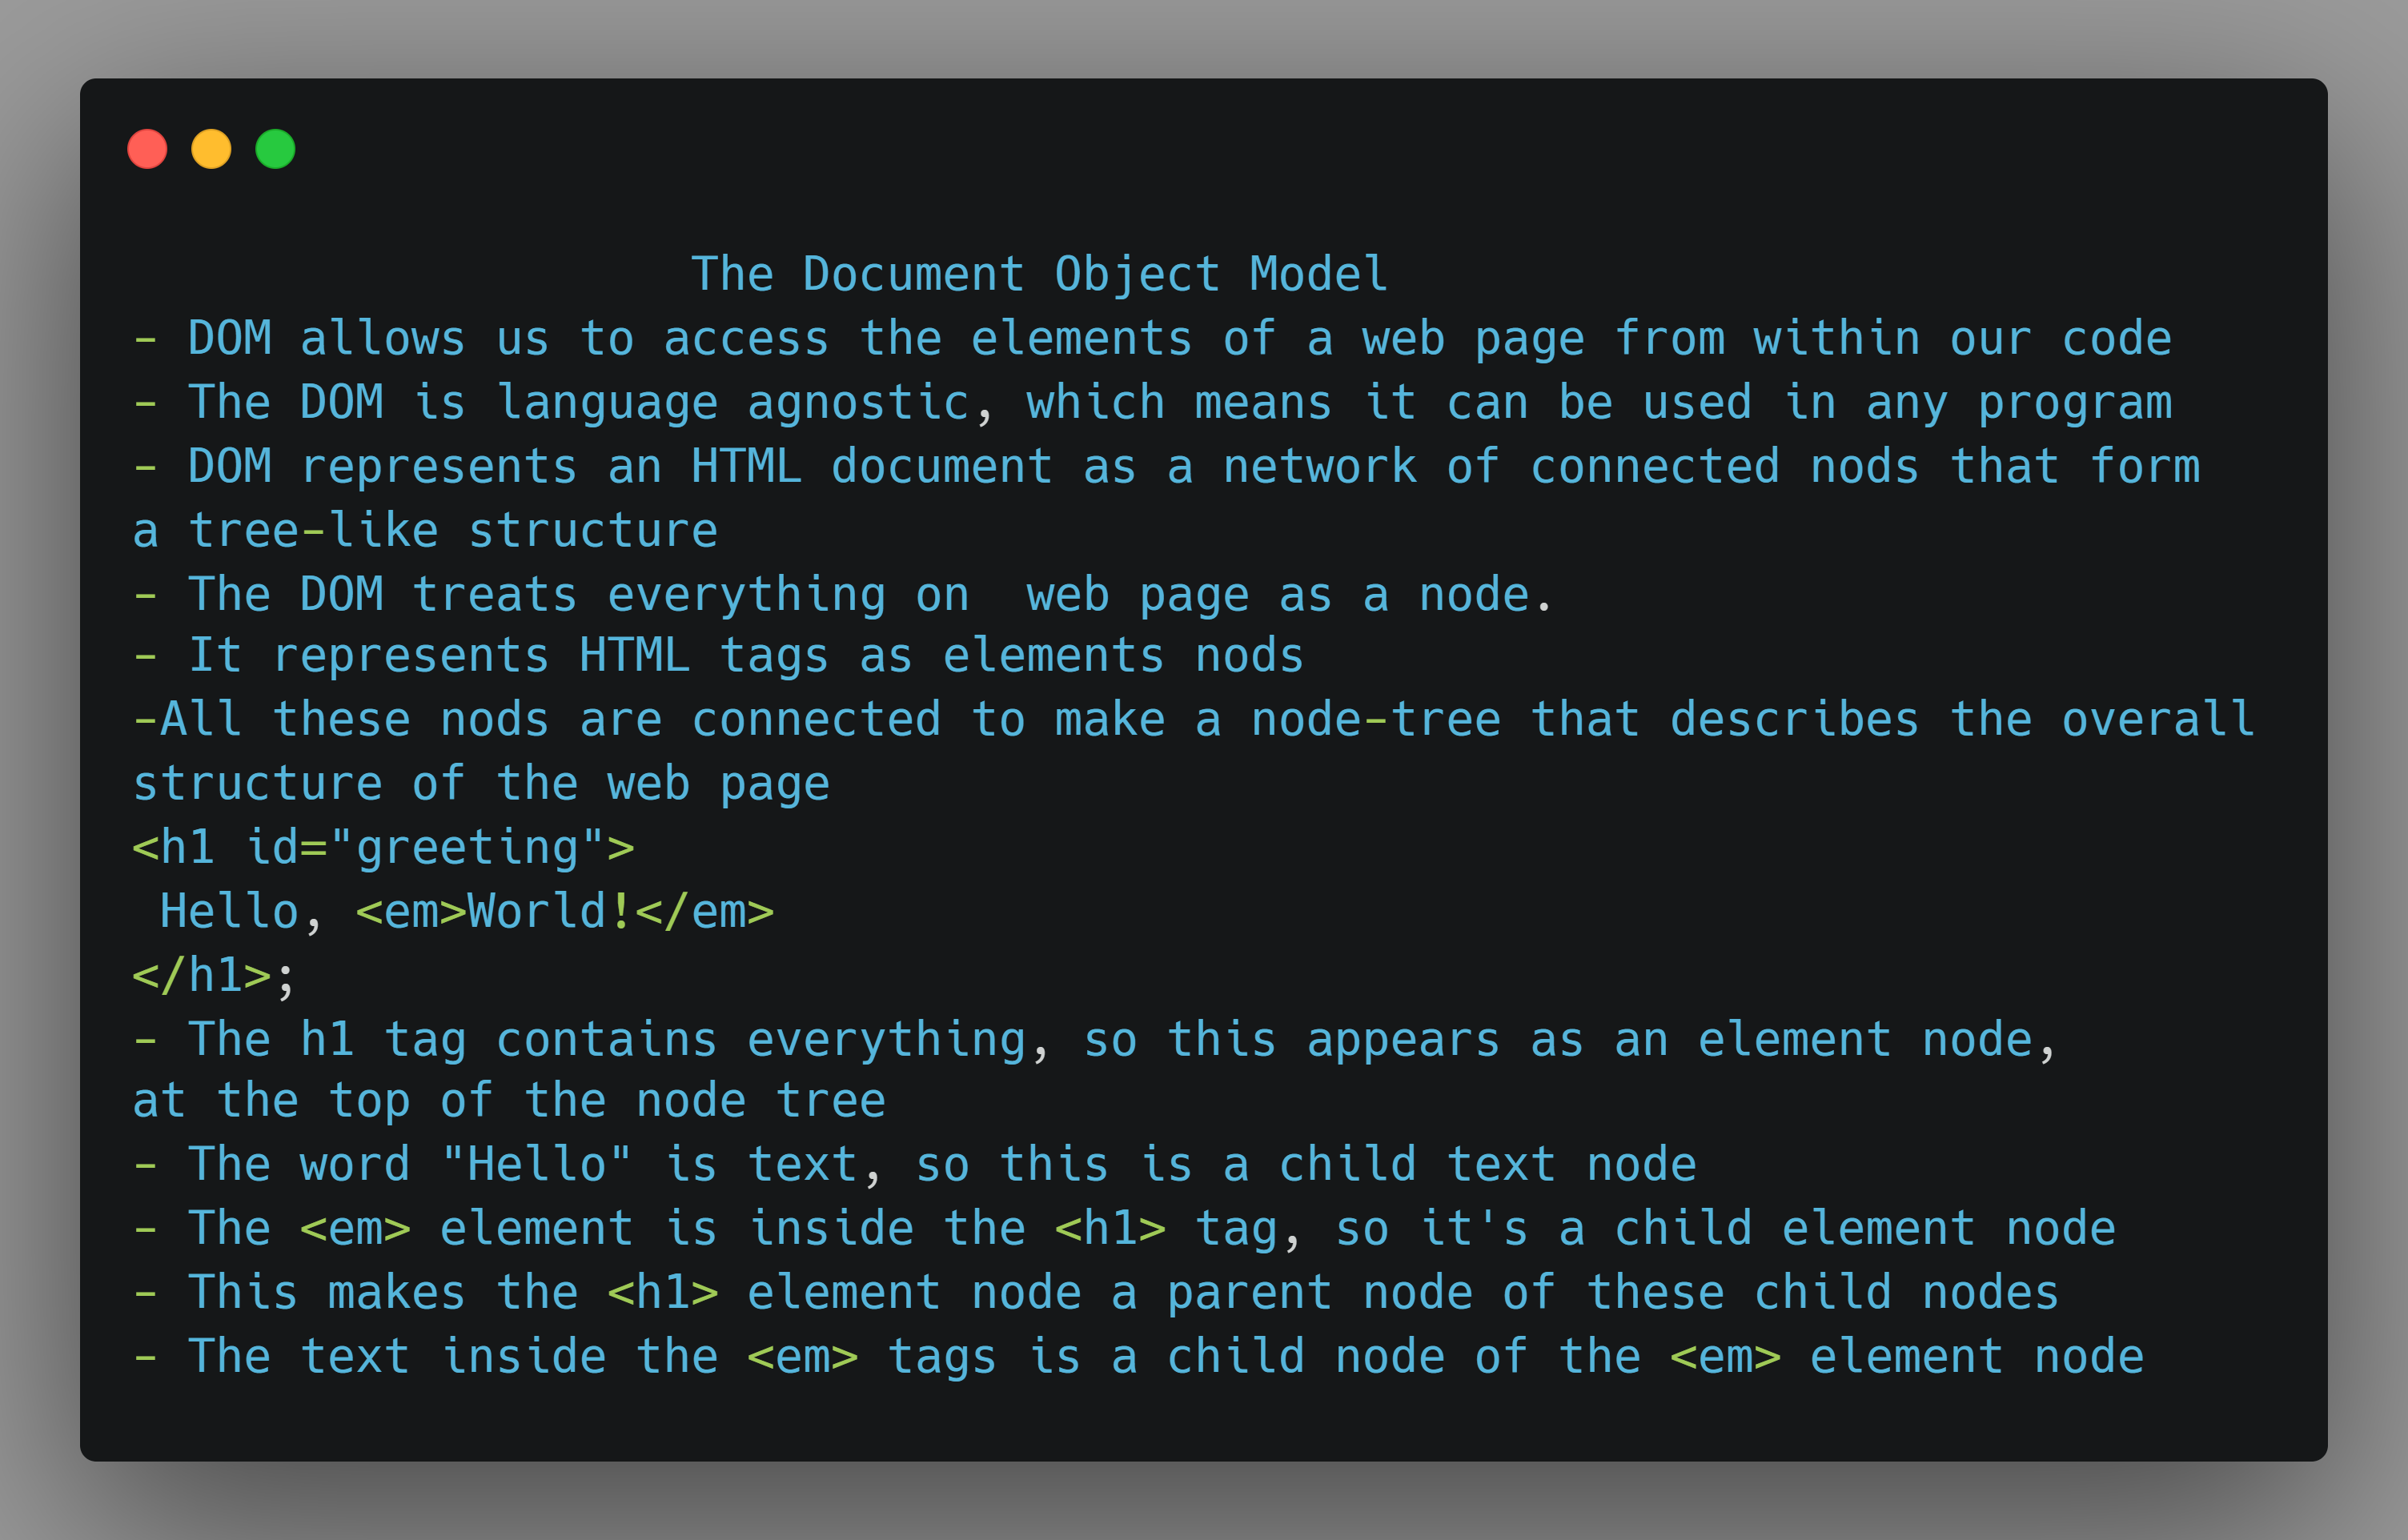 The Document Object Model
- DOM allows us to access the elements of a web page from within our code
- The DOM is language agnostic, which means it can be used in any program
- DOM represents an HTML document as a network of connected nods that form
a tree-like structure
- The DOM treats everything on  web page as a node.
- It represents HTML tags as elements nods
-All these nods are connected to make a node-tree that describes the overall
structure of the web page
<h1 id="greeting">
 Hello, <em>World!</em>
</h1>;
- The h1 tag contains everything, so this appears as an element node,
at the top of the node tree
- The word "Hello" is text, so this is a child text node
- The <em> element is inside the <h1> tag, so it's a child element node
- This makes the <h1> element node a parent node of these child nodes
- The text inside the <em> tags is a child node of the <em> element node